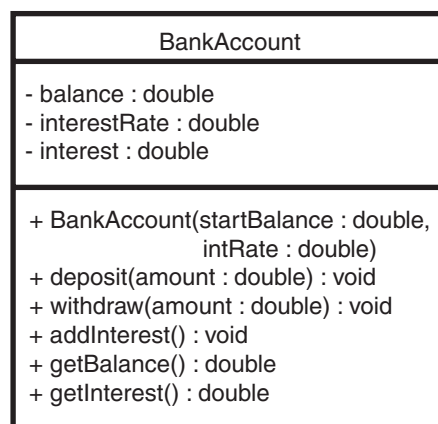 BankAccount
- balance : double
- interestRate : double
- interest : double
+ BankAccount(startBalance : double,
intRate : double)
+ deposit(amount : double) : void
+ withdraw(amount : double) : void
+ addInterest() : void
+ getBalance() : double
+ getInterest() : double